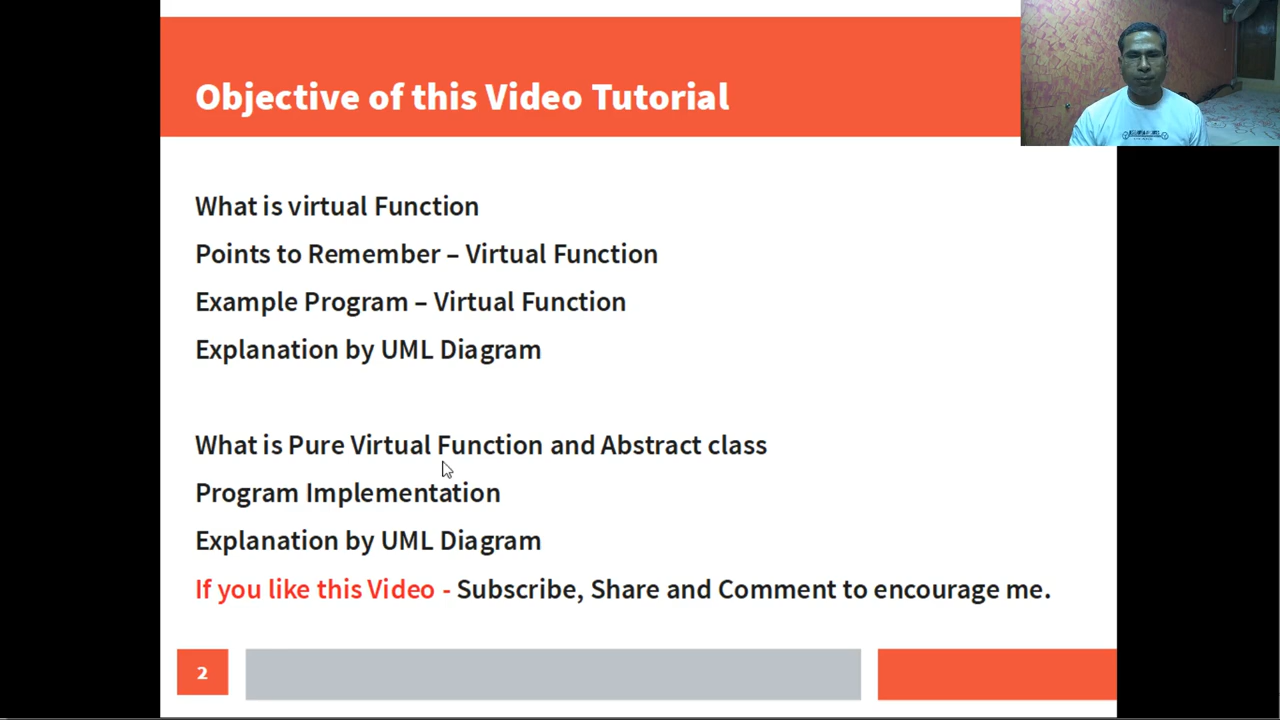 Objective of this Video Tutorial
What is virtual Function
Points to Remember – Virtual Function
Example Program – Virtual Function
Explanation by UML Diagram
What is Pure Virtual Function and Abstract class
Program Implementation
Explanation by UML Diagram
If you like this Video - Subscribe, Share and Comment to encourage me.
2